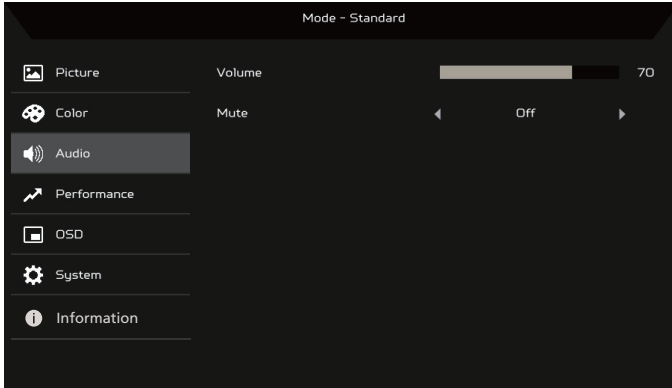 Mode - Standard
Picture
Volume 70
Color
Mute Off
Audio
Performance
OSD
System
Information